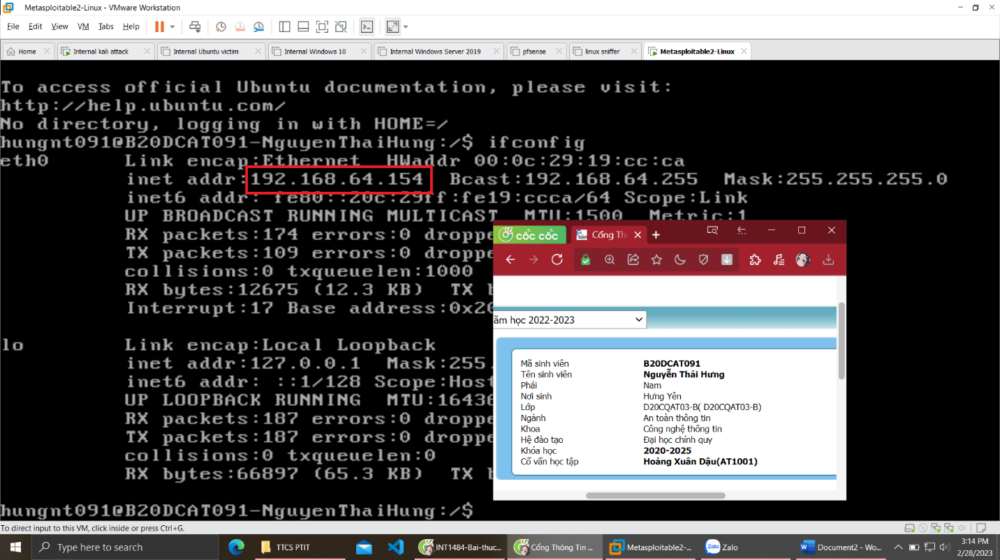 Metasploitable2-Linux - VMware Workstation
File Edit View VM Tabs Help
Home
Internal kali attack
Internal Ubuntu victim
Internal Windows 10
Internal Windows Server 2019
pfsense
linux sniffer
Metasploitable2-Linux
To access official Ubuntu documentation, please visit:
http://help.ubuntu.com/
No directory, logging in with HOME=/
hungnt091@B20DCAT091-NguyenThaiHung:/$ ifconfig
eth0 Link encap:Ethernet HWaddr 00:0c:29:19:cc:ca
inet addr:192.168.64.154 Bcast:192.168.64.255 Mask:255.255.255.0
inet6 addr: fe80::20c:29ff:fe19:ccca/64 Scope:Link
UP BROADCAST RUNNING MULTICAST MTU:1500 Metric:1
RX packets:174 errors:0 droppe
TX packets:109 errors:0 droppe
collisions:0 txqueuelen:1000
RX bytes:12675 (12.3 KB) TX b
Interrupt:17 Base address:0x20
lo Link encap:Local Loopback
inet addr:127.0.0.1 Mask:255.
inet6 addr: ::1/128 Scope:Host
UP LOOPBACK RUNNING MTU:16436
RX packets:187 errors:0 droppe
TX packets:187 errors:0 droppe
collisions:0 txqueuelen:0
RX bytes:66897 (65.3 KB) TX b
hungnt091@B20DCAT091-NguyenThaiHung:/$
cốc cốc
Cổng Th
ăm học 2022-2023
Mã sinh viên B20DCAT091
Tên sinh viên Nguyễn Thái Hưng
Phái Nam
Nơi sinh Hưng Yên
Lớp D20CQAT03-B( D20CQAT03-B)
Ngành An toàn thông tin
Khoa Công nghệ thông tin
Hệ đào tạo Đại học chính quy
Khóa học 2020-2025
Cố vấn học tập Hoàng Xuân Dậu(AT1001)
To direct input to this VM, click inside or press Ctrl+G.
Type here to search
TTCS PTIT
INT1484-Bai-thuc...
Cổng Thông Tin ...
Metasploitable2-...
Zalo
Document2 - Wo...
3:14 PM
2/28/2023